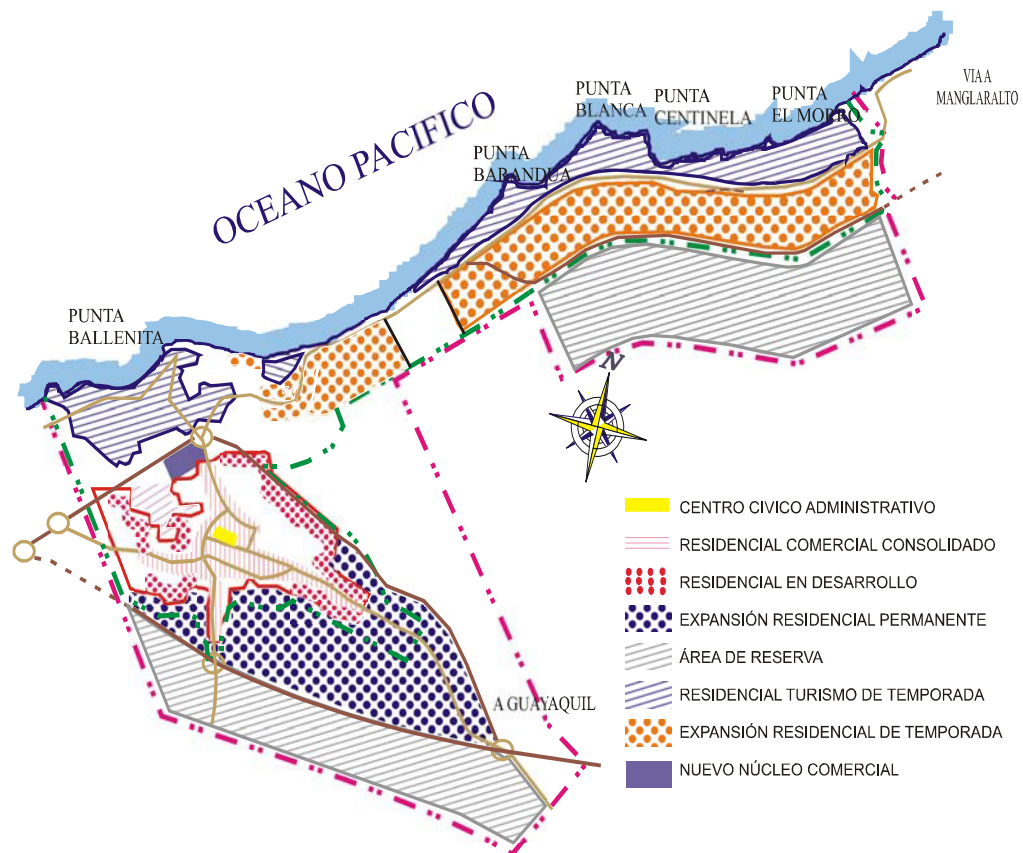 VIA A
MANGLARALTO
PUNTA
BLANCA
PUNTA
CENTINELA
PUNTA
EL MORRO
OCEANO PACIFICO
PUNTA
BARANDUA
PUNTA
BALLENITA
N
CENTRO CIVICO ADMINISTRATIVO
RESIDENCIAL COMERCIAL CONSOLIDADO
RESIDENCIAL EN DESARROLLO
EXPANSIÓN RESIDENCIAL PERMANENTE
ÁREA DE RESERVA
RESIDENCIAL TURISMO DE TEMPORADA
A GUAYAQUIL
EXPANSIÓN RESIDENCIAL DE TEMPORADA
NUEVO NÚCLEO COMERCIAL